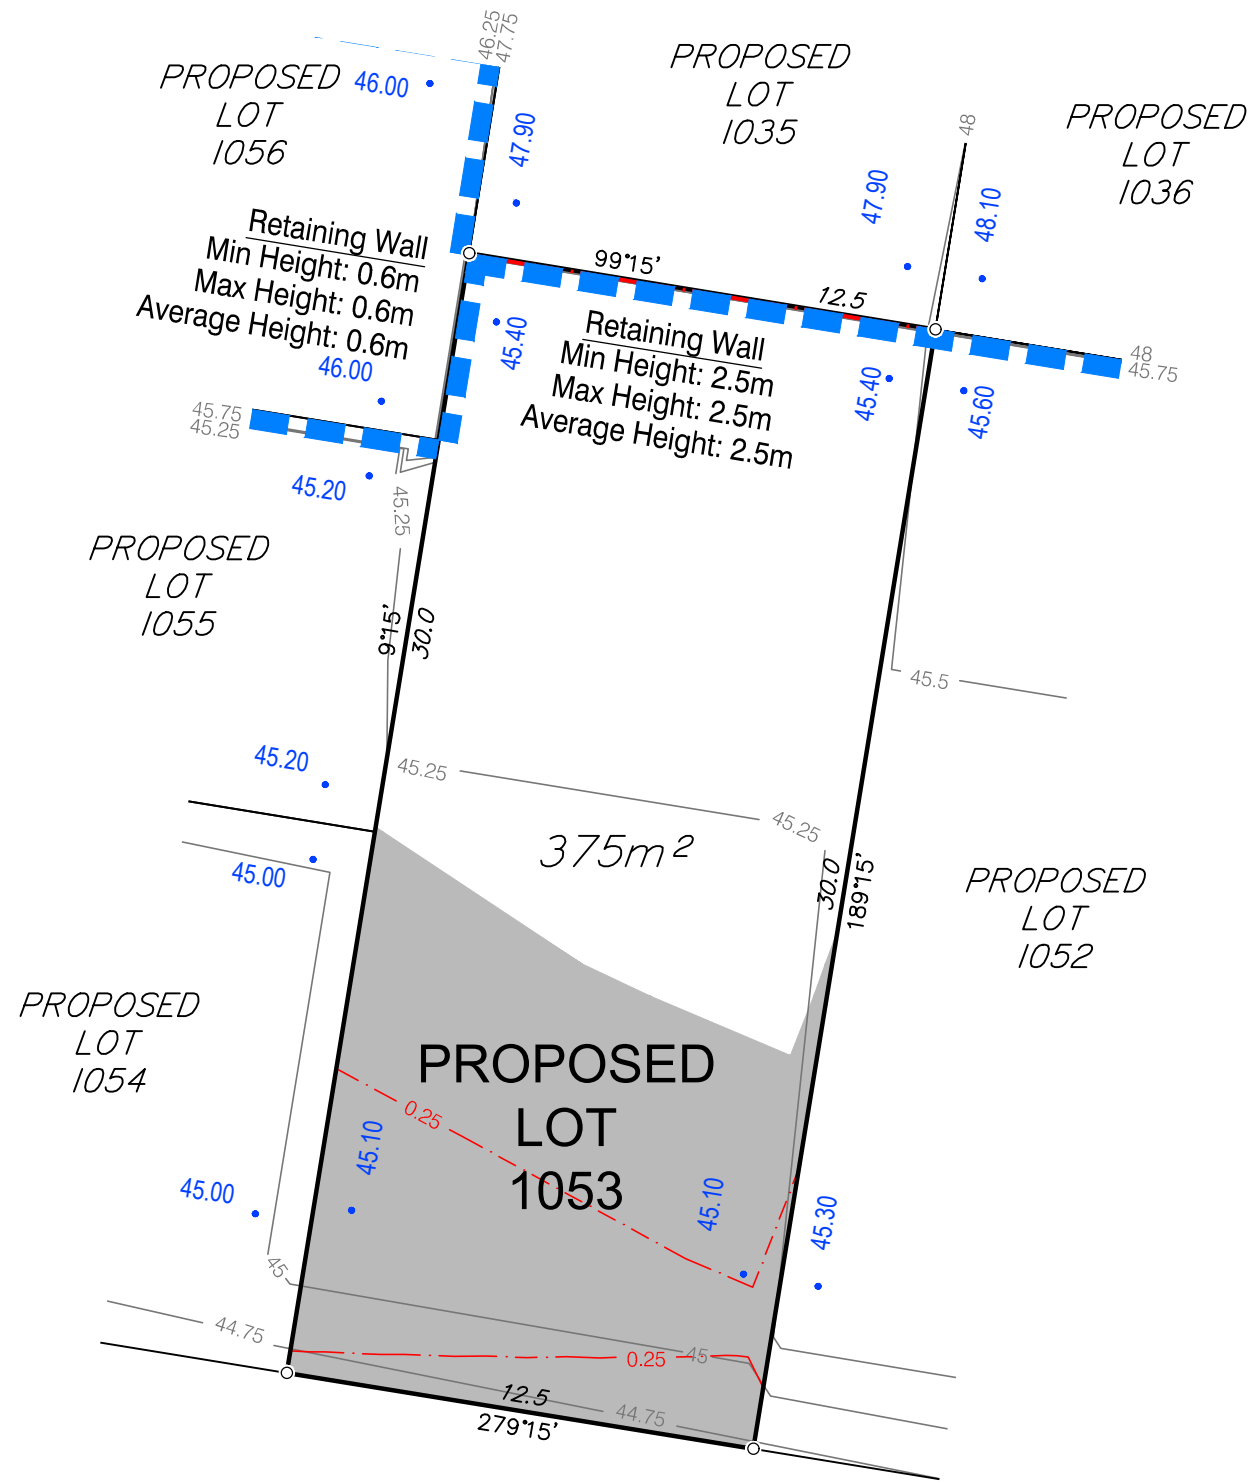 46.25
47.75
PROPOSED
LOT
1056
46.00
47.90
PROPOSED
LOT
1035
48
PROPOSED
LOT
1036
47.90
48.10
Retaining Wall
Min Height: 0.6m
Max Height: 0.6m
Average Height: 0.6m
99°15'
12.5
46.00
45.40
Retaining Wall
Min Height: 2.5m
Max Height: 2.5m
Average Height: 2.5m
45.40
45.60
48
45.75
45.75
45.25
45.20
45.25
PROPOSED
LOT
1055
9°15'
30.0
45.5
45.20
45.25
45.25
375m²
30.0
189°15'
45.00
PROPOSED
LOT
1052
PROPOSED
LOT
1054
PROPOSED
LOT
1053
0.25
45.10
45.00
45.10
45.30
45
44.75
0.25
45
12.5
44.75
279°15'